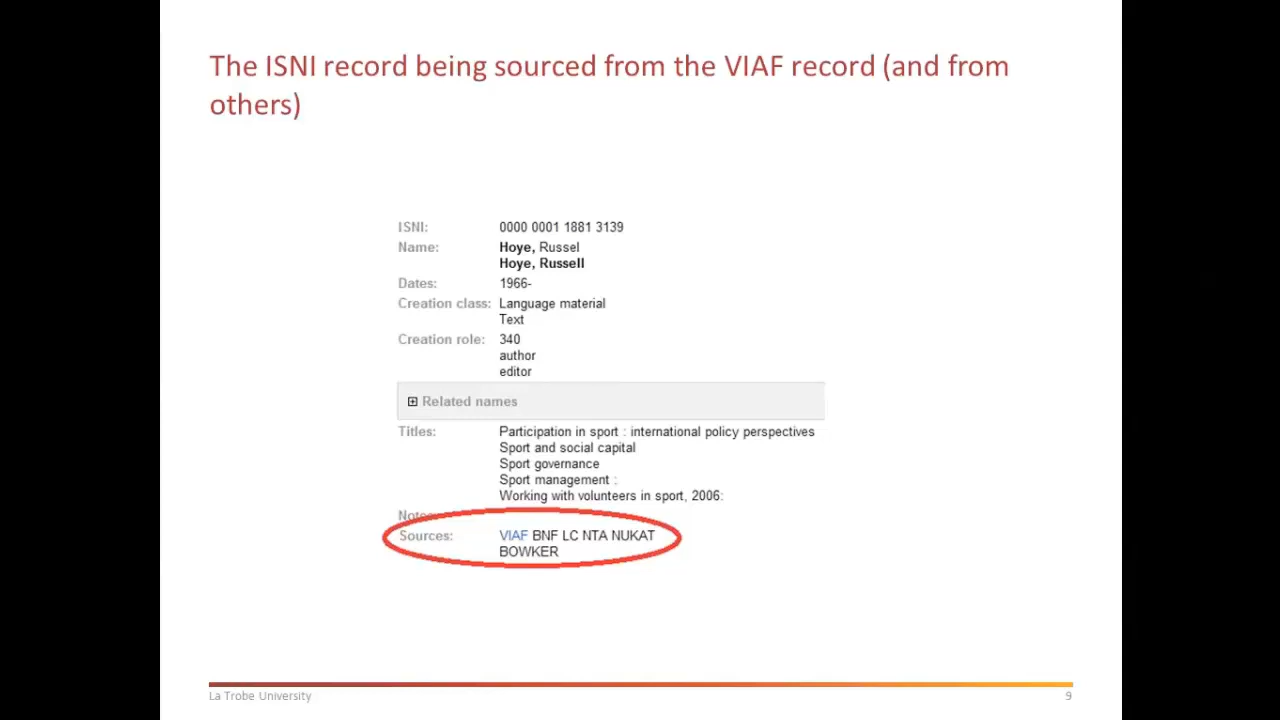 The ISNI record being sourced from the VIAF record (and from
others)
ISNI: 0000 0001 1881 3139
Name: Hoye, Russel
Hoye, Russell
Dates: 1966-
Creation class: Language material
Text
Creation role: 340
author
editor
Related names
Titles: Participation in sport : international policy perspectives
Sport and social capital
Sport governance
Sport management :
Working with volunteers in sport, 2006:
Notes:
Sources: VIAF BNF LC NTA NUKAT
BOWKER
La Trobe University 9